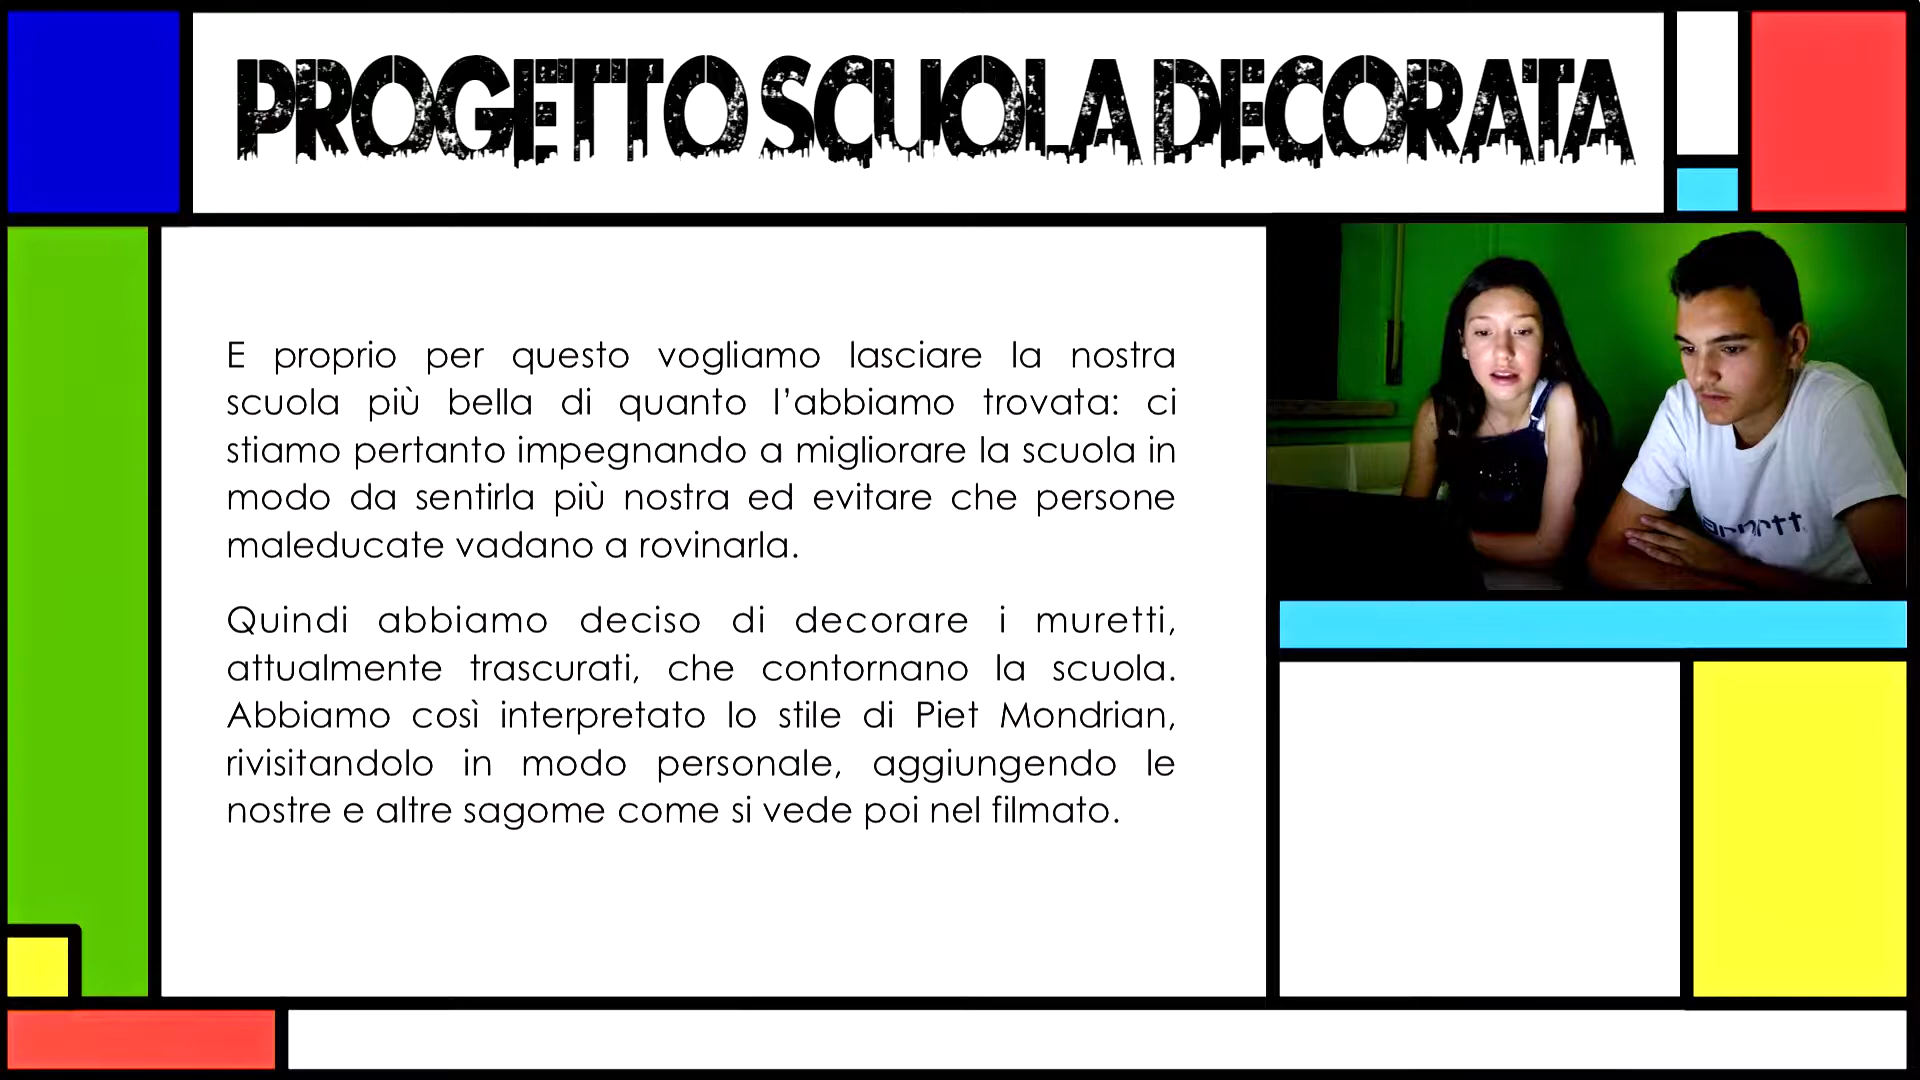 PROGETTO SCUOLA DECORATA
E proprio per questo vogliamo lasciare la nostra
scuola più bella di quanto l’abbiamo trovata: ci
stiamo pertanto impegnando a migliorare la scuola in
modo da sentirla più nostra ed evitare che persone
maleducate vadano a rovinarla.
Quindi abbiamo deciso di decorare i muretti,
attualmente trascurati, che contornano la scuola.
Abbiamo così interpretato lo stile di Piet Mondrian,
rivisitandolo in modo personale, aggiungendo le
nostre e altre sagome come si vede poi nel filmato.